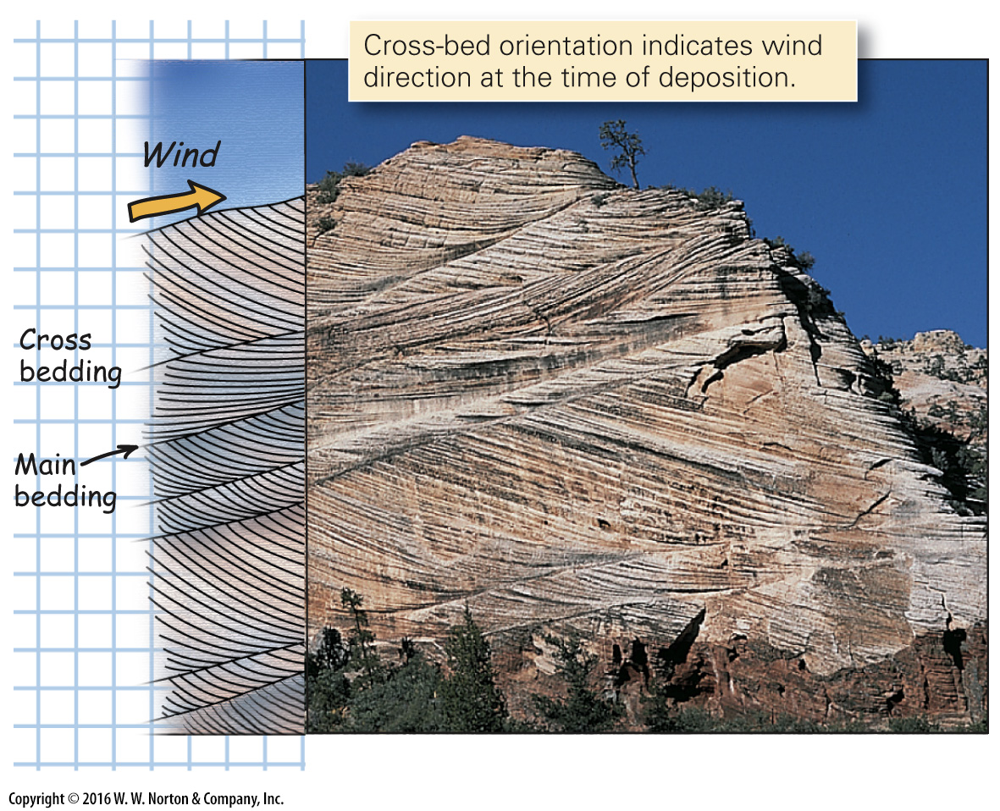 Cross-bed orientation indicates wind
direction at the time of deposition.
Wind
Cross
bedding
Main
bedding
Copyright © 2016 W. W. Norton & Company, Inc.